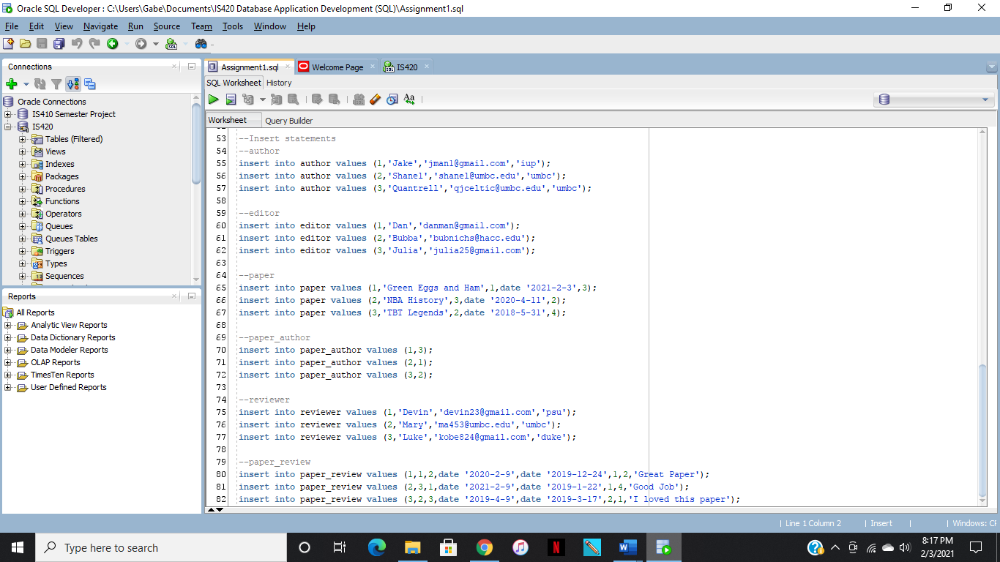 Oracle SQL Developer : C:\Users\Gabe\Documents\IS420 Database Application Development (SQL)\Assignment1.sql
File Edit View Navigate Run Source Team Tools Window Help
Connections
Oracle Connections
IS410 Semester Project
IS420
Tables (Filtered)
Views
Indexes
Packages
Procedures
Functions
Operators
Queues
Queues Tables
Triggers
Types
Sequences
Reports
All Reports
Analytic View Reports
Data Dictionary Reports
Data Modeler Reports
OLAP Reports
TimesTen Reports
User Defined Reports
Assignment1.sql Welcome Page IS420
SQL Worksheet History
Worksheet Query Builder
53 --Insert statements
54 --author
55 insert into author values (1,'Jake','jman1@gmail.com','iup');
56 insert into author values (2,'Shanel','shanel@umbc.edu','umbc');
57 insert into author values (3,'Quantrell','qjceltic@umbc.edu','umbc');
58
59 --editor
60 insert into editor values (1,'Dan','danman@gmail.com');
61 insert into editor values (2,'Bubba','bubnichs@hacc.edu');
62 insert into editor values (3,'Julia','julia25@gmail.com');
63
64 --paper
65 insert into paper values (1,'Green Eggs and Ham',1,date '2021-2-3',3);
66 insert into paper values (2,'NBA History',3,date '2020-4-11',2);
67 insert into paper values (3,'TBT Legends',2,date '2018-5-31',4);
68
69 --paper_author
70 insert into paper_author values (1,3);
71 insert into paper_author values (2,1);
72 insert into paper_author values (3,2);
73
74 --reviewer
75 insert into reviewer values (1,'Devin','devin23@gmail.com','psu');
76 insert into reviewer values (2,'Mary','ma453@umbc.edu','umbc');
77 insert into reviewer values (3,'Luke','kobe824@gmail.com','duke');
78
79 --paper_review
80 insert into paper_review values (1,1,2,date '2020-2-9',date '2019-12-24',1,2,'Great Paper');
81 insert into paper_review values (2,3,1,date '2021-2-9',date '2019-1-22',1,4,'Good Job');
82 insert into paper_review values (3,2,3,date '2019-4-9',date '2019-3-17',2,1,'I loved this paper');
Line 1 Column 2 Insert Windows: CF
Type here to search
8:17 PM
2/3/2021